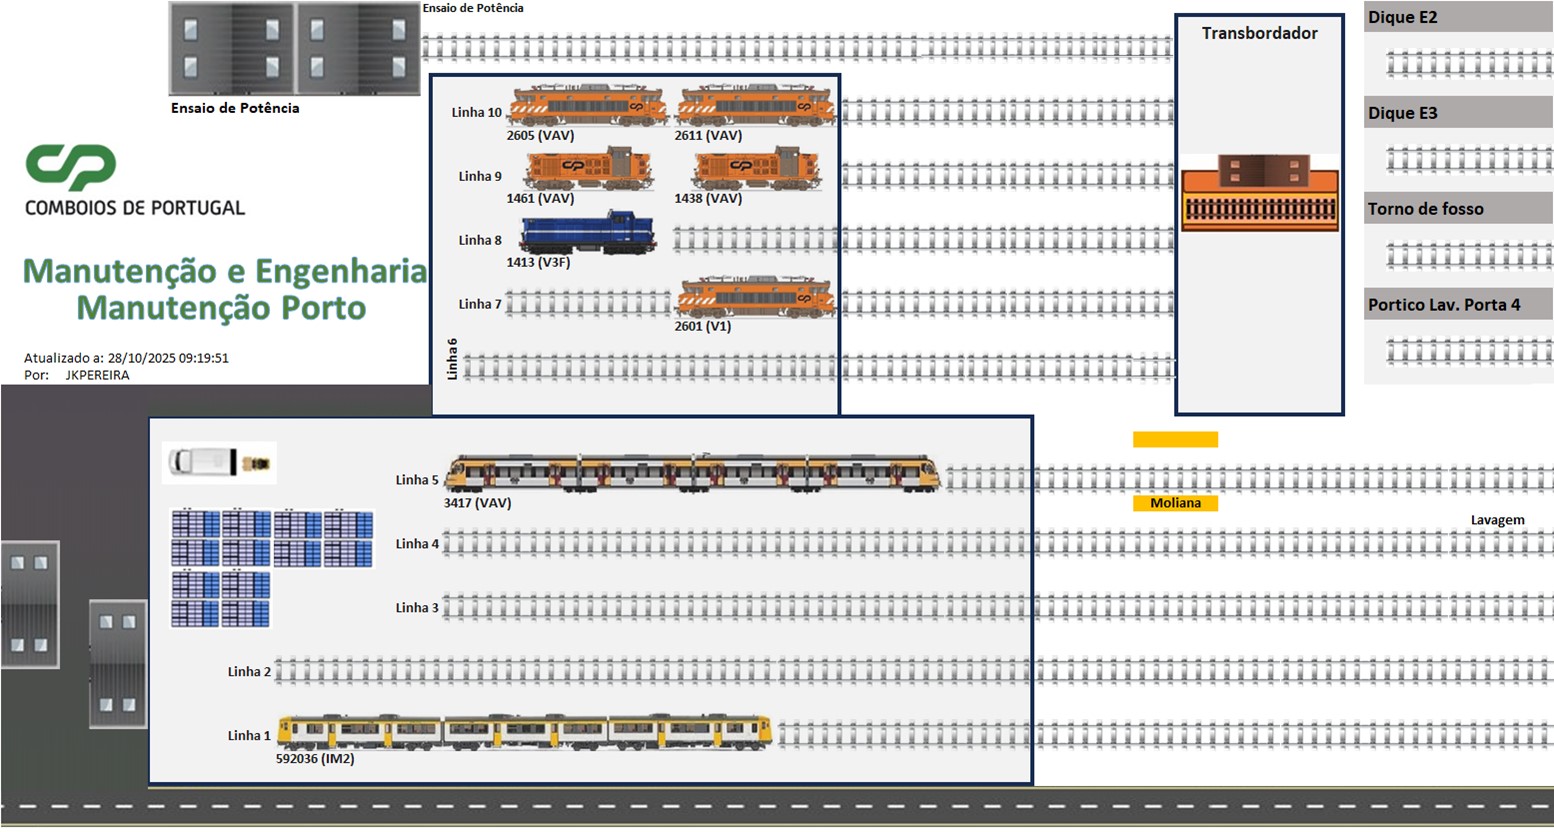 Ensaio de Potência
Ensaio de Potência
CP
COMBOIOS DE PORTUGAL
Manutenção e Engenharia
Manutenção Porto
Atualizado a: 28/10/2025 09:19:51
Por: JKPEREIRA
Linha 10
2605 (VAV) 2611 (VAV)
Linha 9
1461 (VAV) 1438 (VAV)
Linha 8
1413 (V3F)
Linha 7
2601 (V1)
Linha6
Transbordador
Dique E2
Dique E3
Torno de fosso
Portico Lav. Porta 4
Linha 5
3417 (VAV)
Moliana
Lavagem
Linha 4
Linha 3
Linha 2
Linha 1
592036 (IM2)